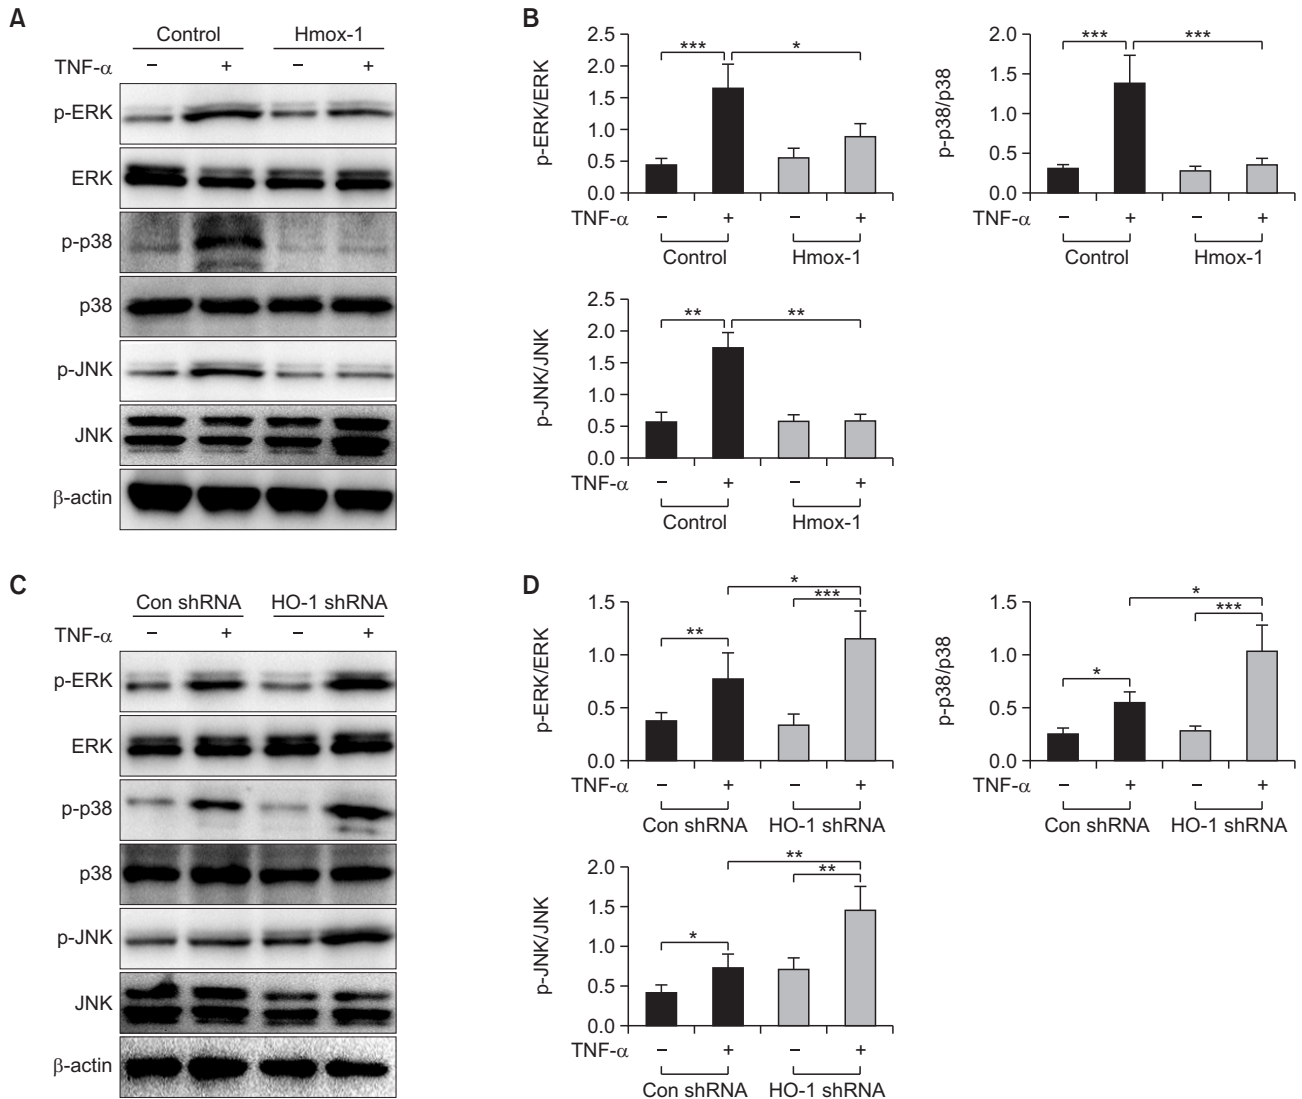 A
Control Hmox-1
TNF-α − + − +
p-ERK
ERK
p-p38
p38
p-JNK
JNK
β-actin
B
p-ERK/ERK
2.5
2.0
1.5
1.0
0.5
0.0
*** *
TNF-α − + − +
Control Hmox-1
p-p38/p38
2.0
1.5
1.0
0.5
0.0
*** ***
TNF-α − + − +
Control Hmox-1
p-JNK/JNK
2.5
2.0
1.5
1.0
0.5
0.0
** **
TNF-α − + − +
Control Hmox-1
C
Con shRNA HO-1 shRNA
TNF-α − + − +
p-ERK
ERK
p-p38
p38
p-JNK
JNK
β-actin
D
p-ERK/ERK
1.5
1.0
0.5
0.0
*
***
**
TNF-α − + − +
Con shRNA HO-1 shRNA
p-p38/p38
1.5
1.0
0.5
0.0
*
***
*
TNF-α − + − +
Con shRNA HO-1 shRNA
p-JNK/JNK
2.0
1.5
1.0
0.5
0.0
**
**
*
TNF-α − + − +
Con shRNA HO-1 shRNA